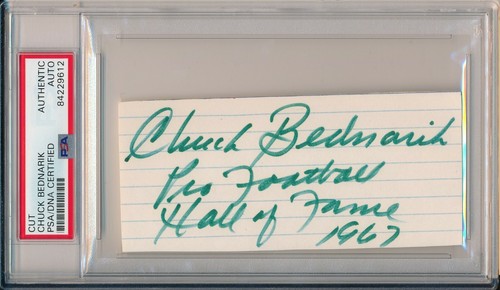 CUT
CHUCK BEDNARIK
PSA/DNA CERTIFIED
AUTHENTIC
AUTO
84229612
PSA
Chuck Bednarik
Pro Football
Hall of Fame
1967